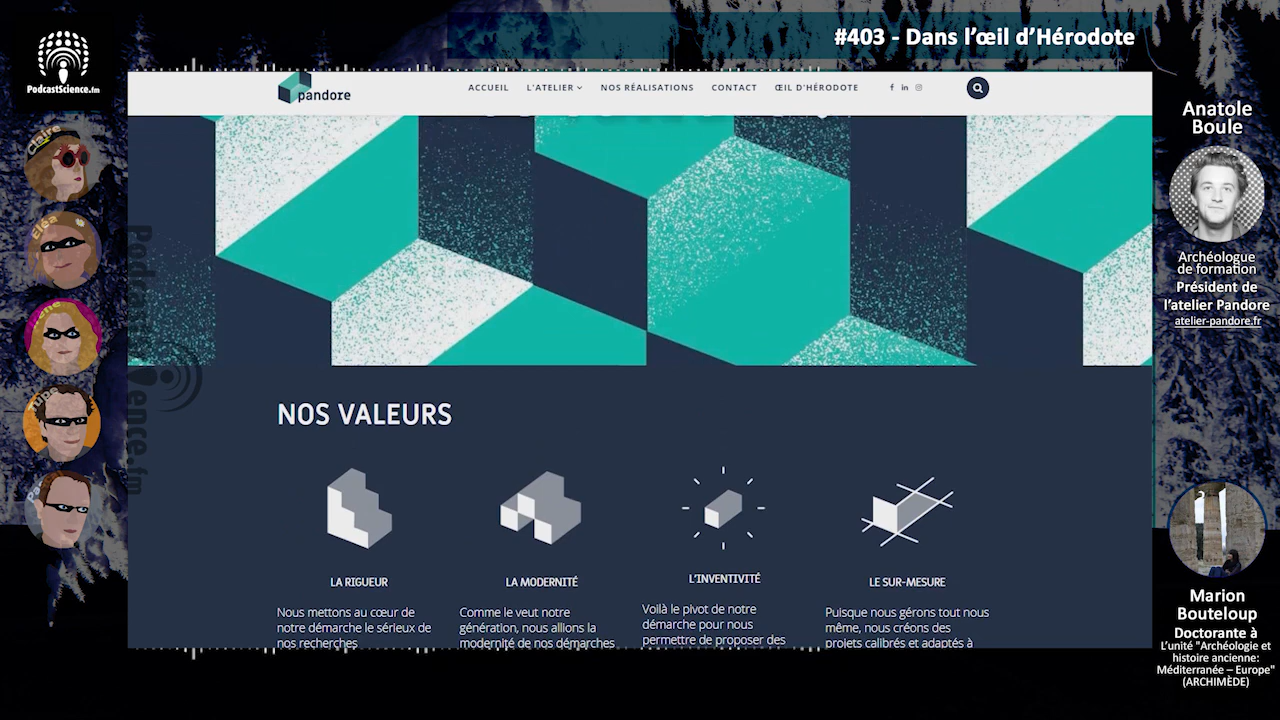 #403 - Dans l'œil d'Hérodote
PodcastScience.fm
pandore
ACCUEIL
L'ATELIER
NOS RÉALISATIONS
CONTACT
ŒIL D'HÉRODOTE
Claire
Eléa
NOS VALEURS
LA RIGUEUR
Nous mettons au cœur de
notre démarche le sérieux de
nos recherches
LA MODERNITÉ
Comme le veut notre
génération, nous allions la
modernité de nos démarches
L'INVENTIVITÉ
Voilà le pivot de notre
démarche pour nous
permettre de proposer des
LE SUR-MESURE
Puisque nous gérons tout nous
même, nous créons des
projets calibrés et adaptés à
Anatole
Boule
Archéologue
de formation
Président de
l'atelier Pandore
atelier-pandore.fr
Marion
Bouteloup
Doctorante à
L'unité "Archéologie et
histoire ancienne:
Méditerranée – Europe"
(ARCHIMÈDE)